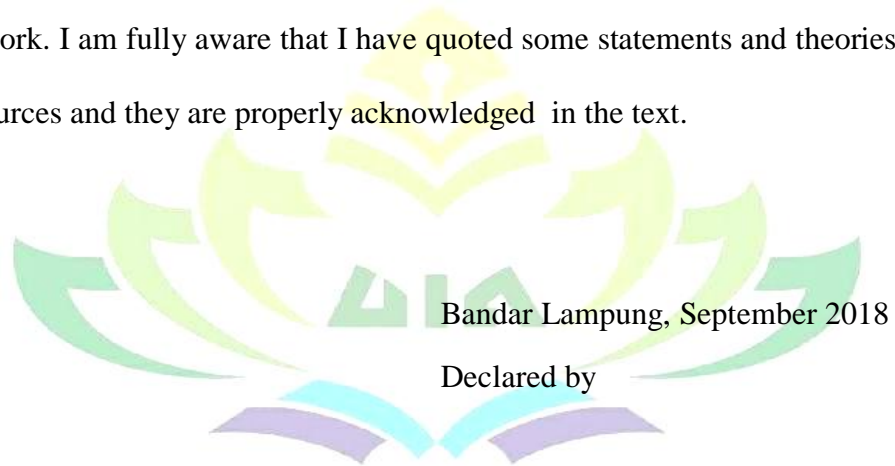 ork. I am fully aware that I have quoted some statements and theories
urces and they are properly acknowledged in the text.
Bandar Lampung, September 2018
Declared by